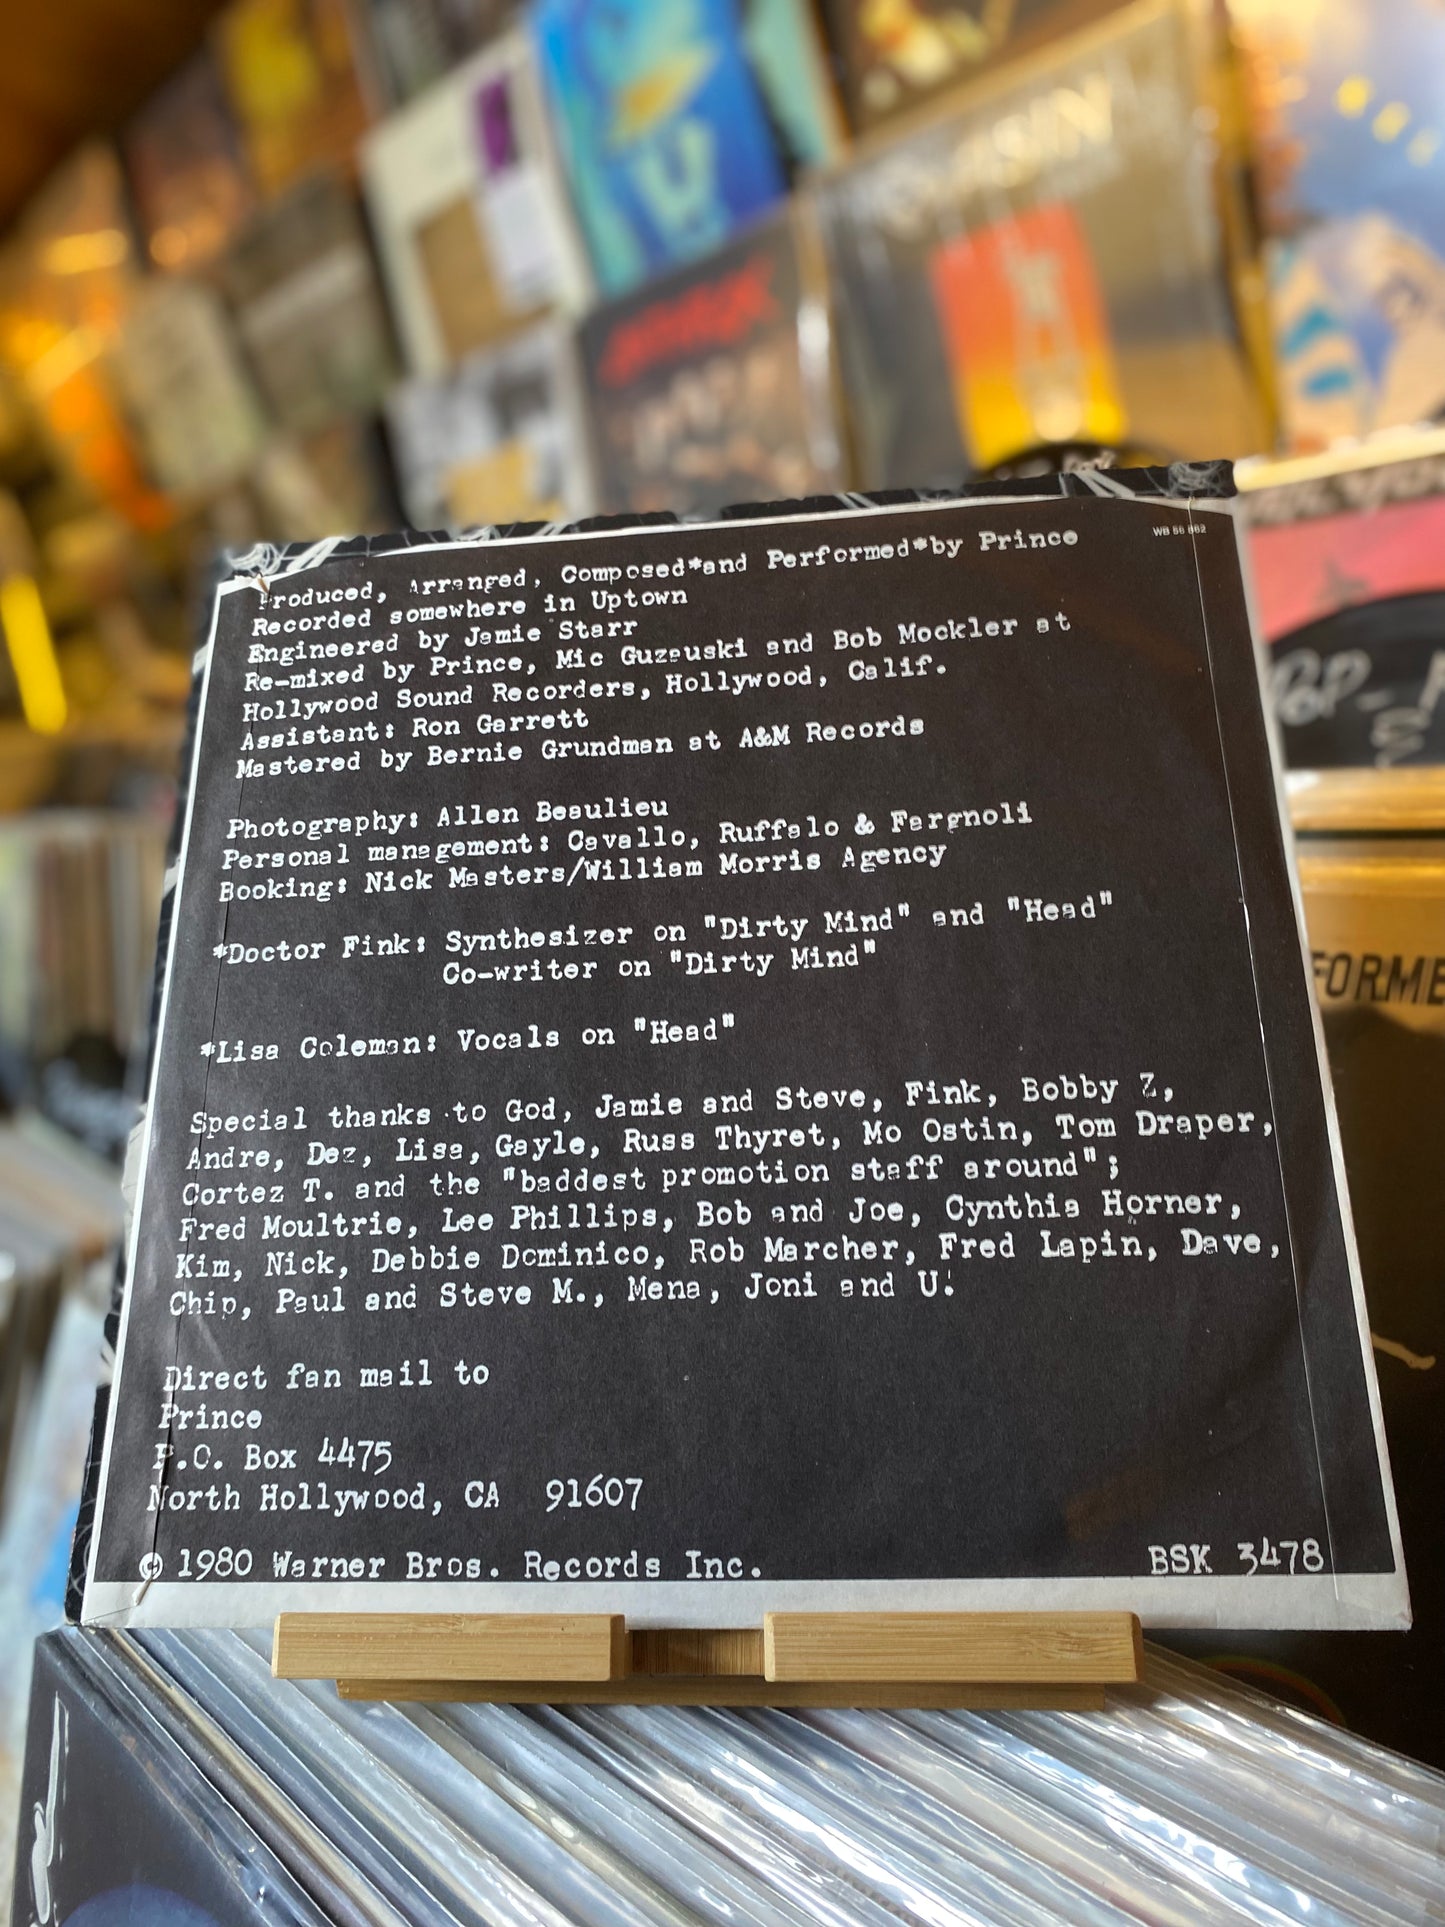 WB 56 862
Produced, Arranged, Composed*and Performed*by Prince
Recorded somewhere in Uptown
Engineered by Jamie Starr
Re-mixed by Prince, Mic Guzauski and Bob Mockler at
Hollywood Sound Recorders, Hollywood, Calif.
Assistant: Ron Garrett
Mastered by Bernie Grundman at A&M Records
Photography: Allen Beaulieu
Personal management: Cavallo, Ruffalo & Fargnoli
Booking: Nick Masters/William Morris Agency
*Doctor Fink: Synthesizer on "Dirty Mind" and "Head"
Co-writer on "Dirty Mind"
*Lisa Coleman: Vocals on "Head"
Special thanks to God, Jamie and Steve, Fink, Bobby Z,
Andre, Dez, Lisa, Gayle, Russ Thyret, Mo Ostin, Tom Draper,
Cortez T. and the "baddest promotion staff around";
Fred Moultrie, Lee Phillips, Bob and Joe, Cynthia Horner,
Kim, Nick, Debbie Dominico, Rob Marcher, Fred Lapin, Dave,
Chip, Paul and Steve M., Mena, Joni and U!
Direct fan mail to
Prince
P.O. Box 4475
North Hollywood, CA 91607
© 1980 Warner Bros. Records Inc.
BSK 3478
FORME